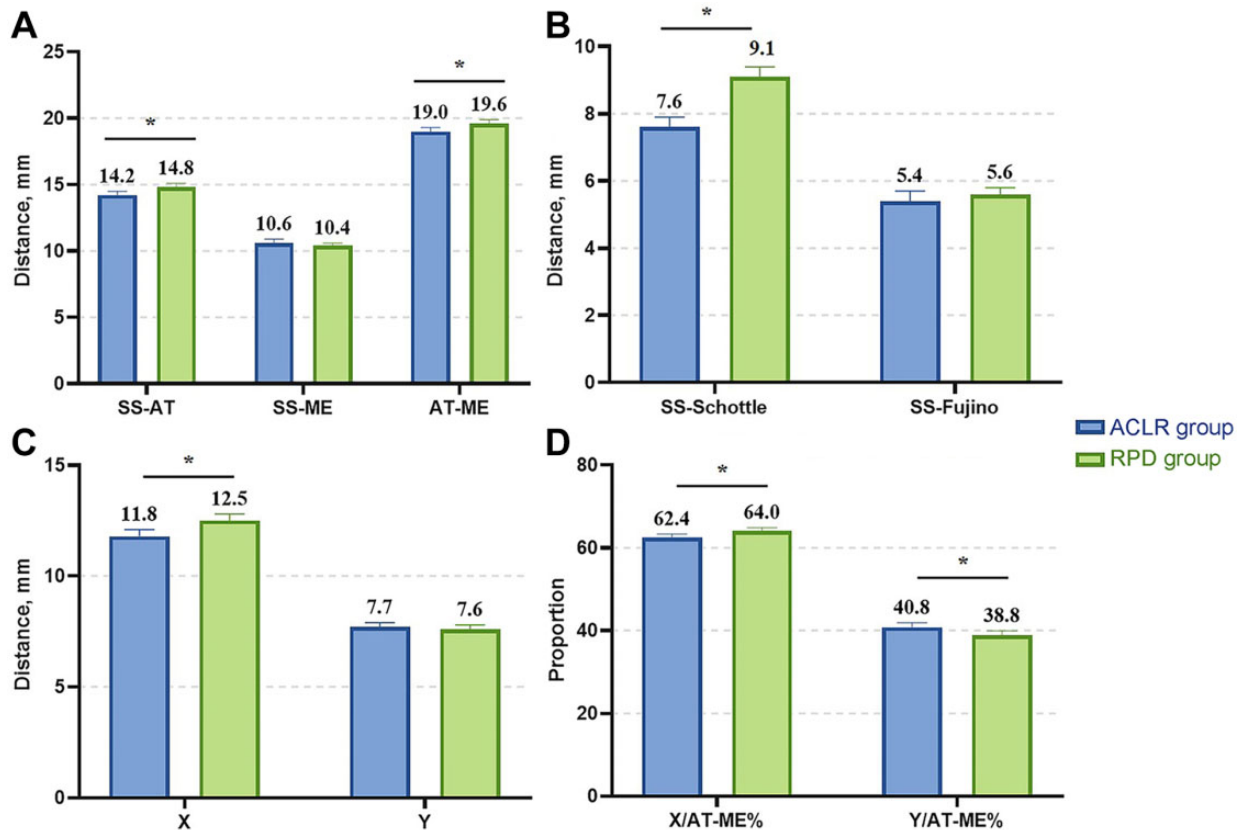 A
Distance, mm
25
20
15
10
5
0
*
*
14.2
14.8
10.6
10.4
19.0
19.6
SS-AT
SS-ME
AT-ME
B
Distance, mm
10
8
6
4
2
0
*
7.6
9.1
5.4
5.6
SS-Schottle
SS-Fujino
ACLR group
RPD group
C
Distance, mm
15
10
5
0
*
11.8
12.5
7.7
7.6
X
Y
D
Proportion
80
60
40
20
0
*
*
62.4
64.0
40.8
38.8
X/AT-ME%
Y/AT-ME%